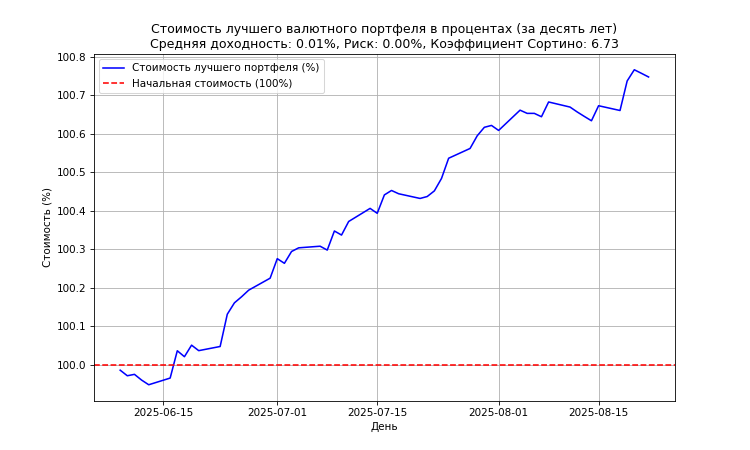 Стоимость лучшего валютного портфеля в процентах (за десять лет)
Средняя доходность: 0.01%, Риск: 0.00%, Коэффициент Сортино: 6.73
Стоимость лучшего портфеля (%)
Начальная стоимость (100%)
Стоимость (%)
100.8
100.7
100.6
100.5
100.4
100.3
100.2
100.1
100.0
2025-06-15
2025-07-01
2025-07-15
2025-08-01
2025-08-15
День